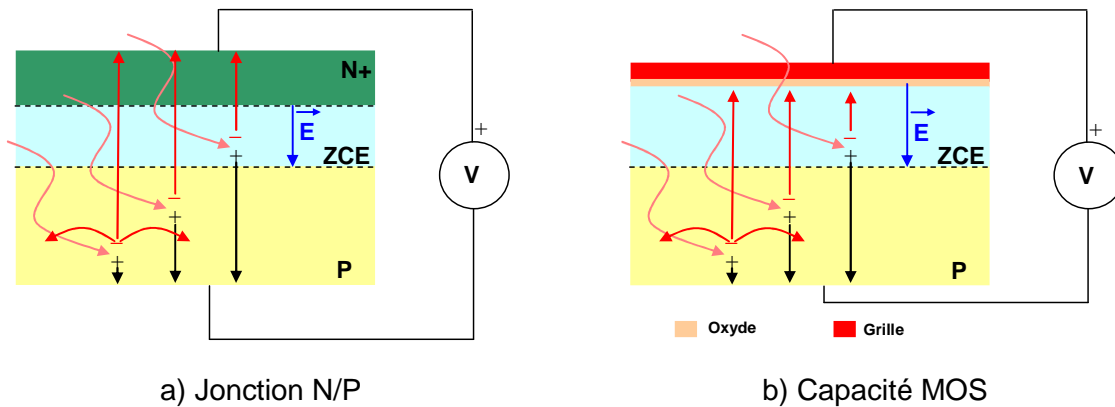 N+
E
ZCE
P
+
V
a) Jonction N/P
E
ZCE
P
+
V
Oxyde
Grille
b) Capacité MOS